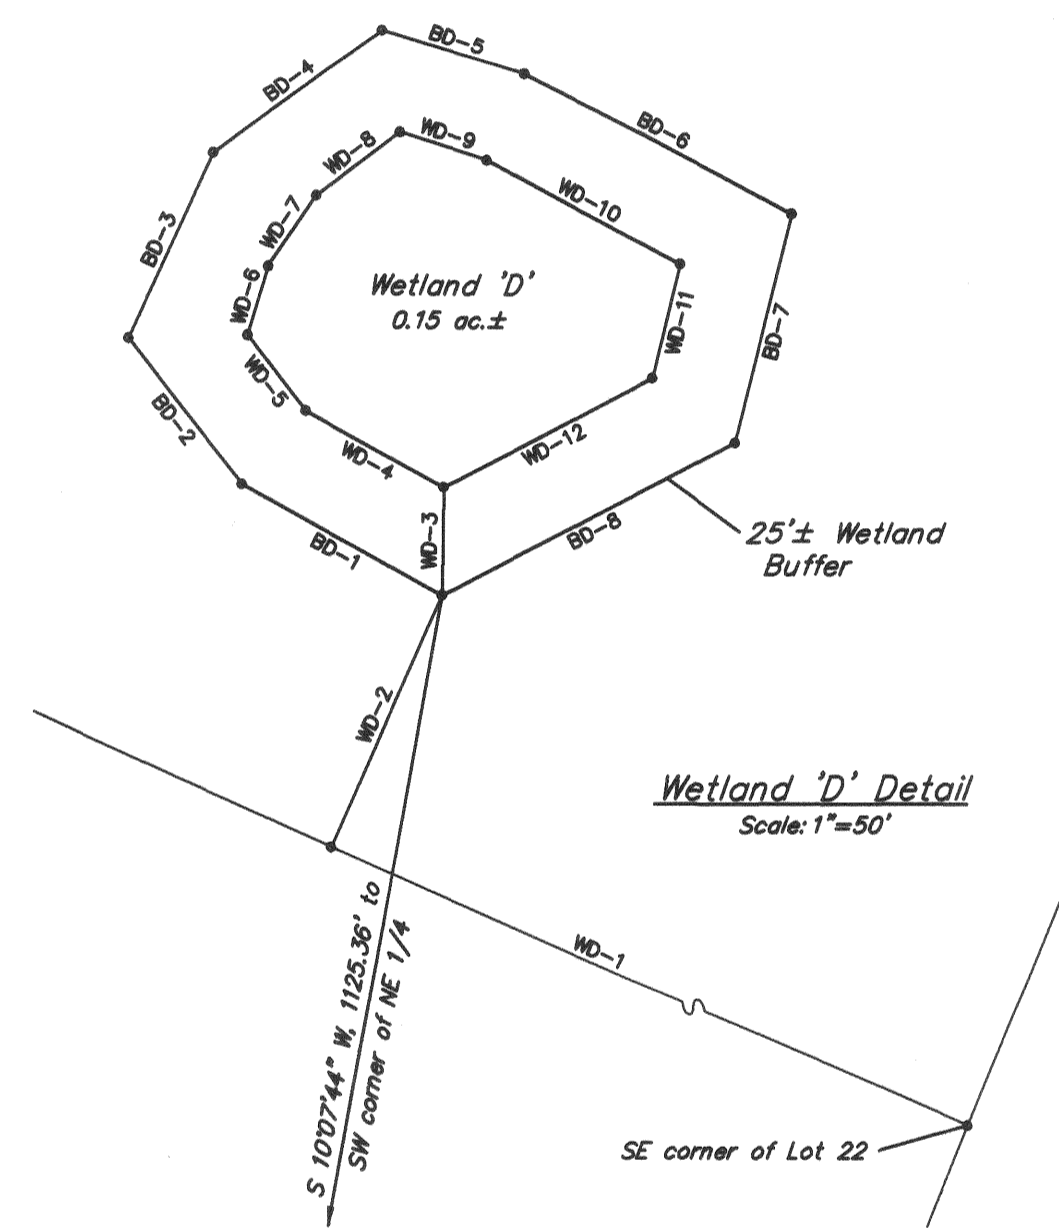 BD-5
BD-4
BD-6
WD-9
WD-8
WD-10
WD-7
BD-3
WD-6
Wetland 'D'
0.15 ac.±
WD-11
BD-7
WD-5
BD-2
WD-4
WD-12
WD-3
BD-1
BD-8
25'± Wetland
Buffer
WD-2
Wetland 'D' Detail
Scale: 1"=50'
S 10°07'44" W, 1125.36' to
SW corner of NE 1/4
WD-1
SE corner of Lot 22